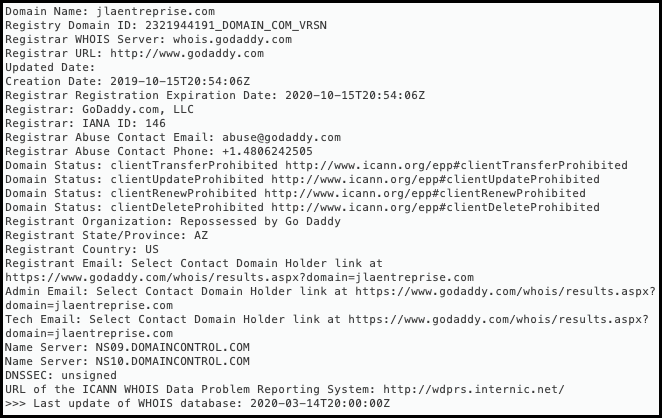 Domain Name: jlaentreprise.com
Registry Domain ID: 2321944191_DOMAIN_COM_VRSN
Registrar WHOIS Server: whois.godaddy.com
Registrar URL: http://www.godaddy.com
Updated Date:
Creation Date: 2019-10-15T20:54:06Z
Registrar Registration Expiration Date: 2020-10-15T20:54:06Z
Registrar: GoDaddy.com, LLC
Registrar: IANA ID: 146
Registrar Abuse Contact Email: abuse@godaddy.com
Registrar Abuse Contact Phone: +1.4806242505
Domain Status: clientTransferProhibited http://www.icann.org/epp#clientTransferProhibited
Domain Status: clientUpdateProhibited http://www.icann.org/epp#clientUpdateProhibited
Domain Status: clientRenewProhibited http://www.icann.org/epp#clientRenewProhibited
Domain Status: clientDeleteProhibited http://www.icann.org/epp#clientDeleteProhibited
Registrant Organization: Repossessed by Go Daddy
Registrant State/Province: AZ
Registrant Country: US
Registrant Email: Select Contact Domain Holder link at
https://www.godaddy.com/whois/results.aspx?domain=jlaentreprise.com
Admin Email: Select Contact Domain Holder link at https://www.godaddy.com/whois/results.aspx?
domain=jlaentreprise.com
Tech Email: Select Contact Domain Holder link at https://www.godaddy.com/whois/results.aspx?
domain=jlaentreprise.com
Name Server: NS09.DOMAINCONTROL.COM
Name Server: NS10.DOMAINCONTROL.COM
DNSSEC: unsigned
URL of the ICANN WHOIS Data Problem Reporting System: http://wdprs.internic.net/
>>> Last update of WHOIS database: 2020-03-14T20:00:00Z